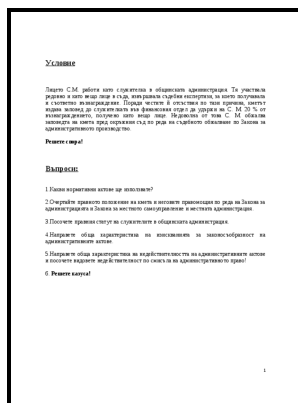 Условие
Лицето С.М. работи като служителка в общинската администрация. Тя участвала
редовно и като вещо лице в съда, извършвала съдебни експертизи, за което получавала
и съответно възнаграждение. Поради честите й отсъствия по тази причина, кметът
издава заповед до служителката във финансовия отдел да удържи на С.М. 20 % от
възнаграждението, получено като вещо лице. Недоволна от това С. М. обжалва
заповедта на кмета пред окръжния съд по реда на съдебното обжалване по Закона за
административното производство.
Решете спора!
Въпроси:
1.Какви нормативни актове ще използвате?
2.Очертайте правното положение на кмета и неговите правомощия по реда на Закона за
администрацията и Закона за местното самоуправление и местната администрация.
3.Посочете правния статут на служителите в общинската администрация.
4.Направете обща характеристика на изискванията за законосъобразност на
административните актове.
5.Направете обща характеристика на недействителността на административните актове
и посочете видовете недействителност по смисъла на административното право!
6. Решете казуса!
1